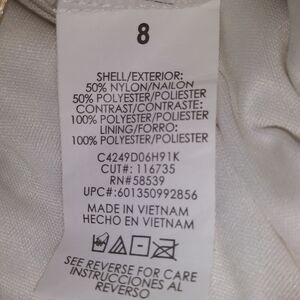 8
SHELL/EXTERIOR:
50% NYLON/NAILON
50% POLYESTER/POLIESTER
CONTRAST/CONTRASTE:
100% POLYESTER/POLIESTER
LINING/FORRO:
100% POLYESTER/POLIESTER
C4249D06H91K
CUT#: 116735
RN#58539
UPC#:601350992856
MADE IN VIETNAM
HECHO EN VIETNAM
SEE REVERSE FOR CARE
INSTRUCCIONES AL
REVERSO